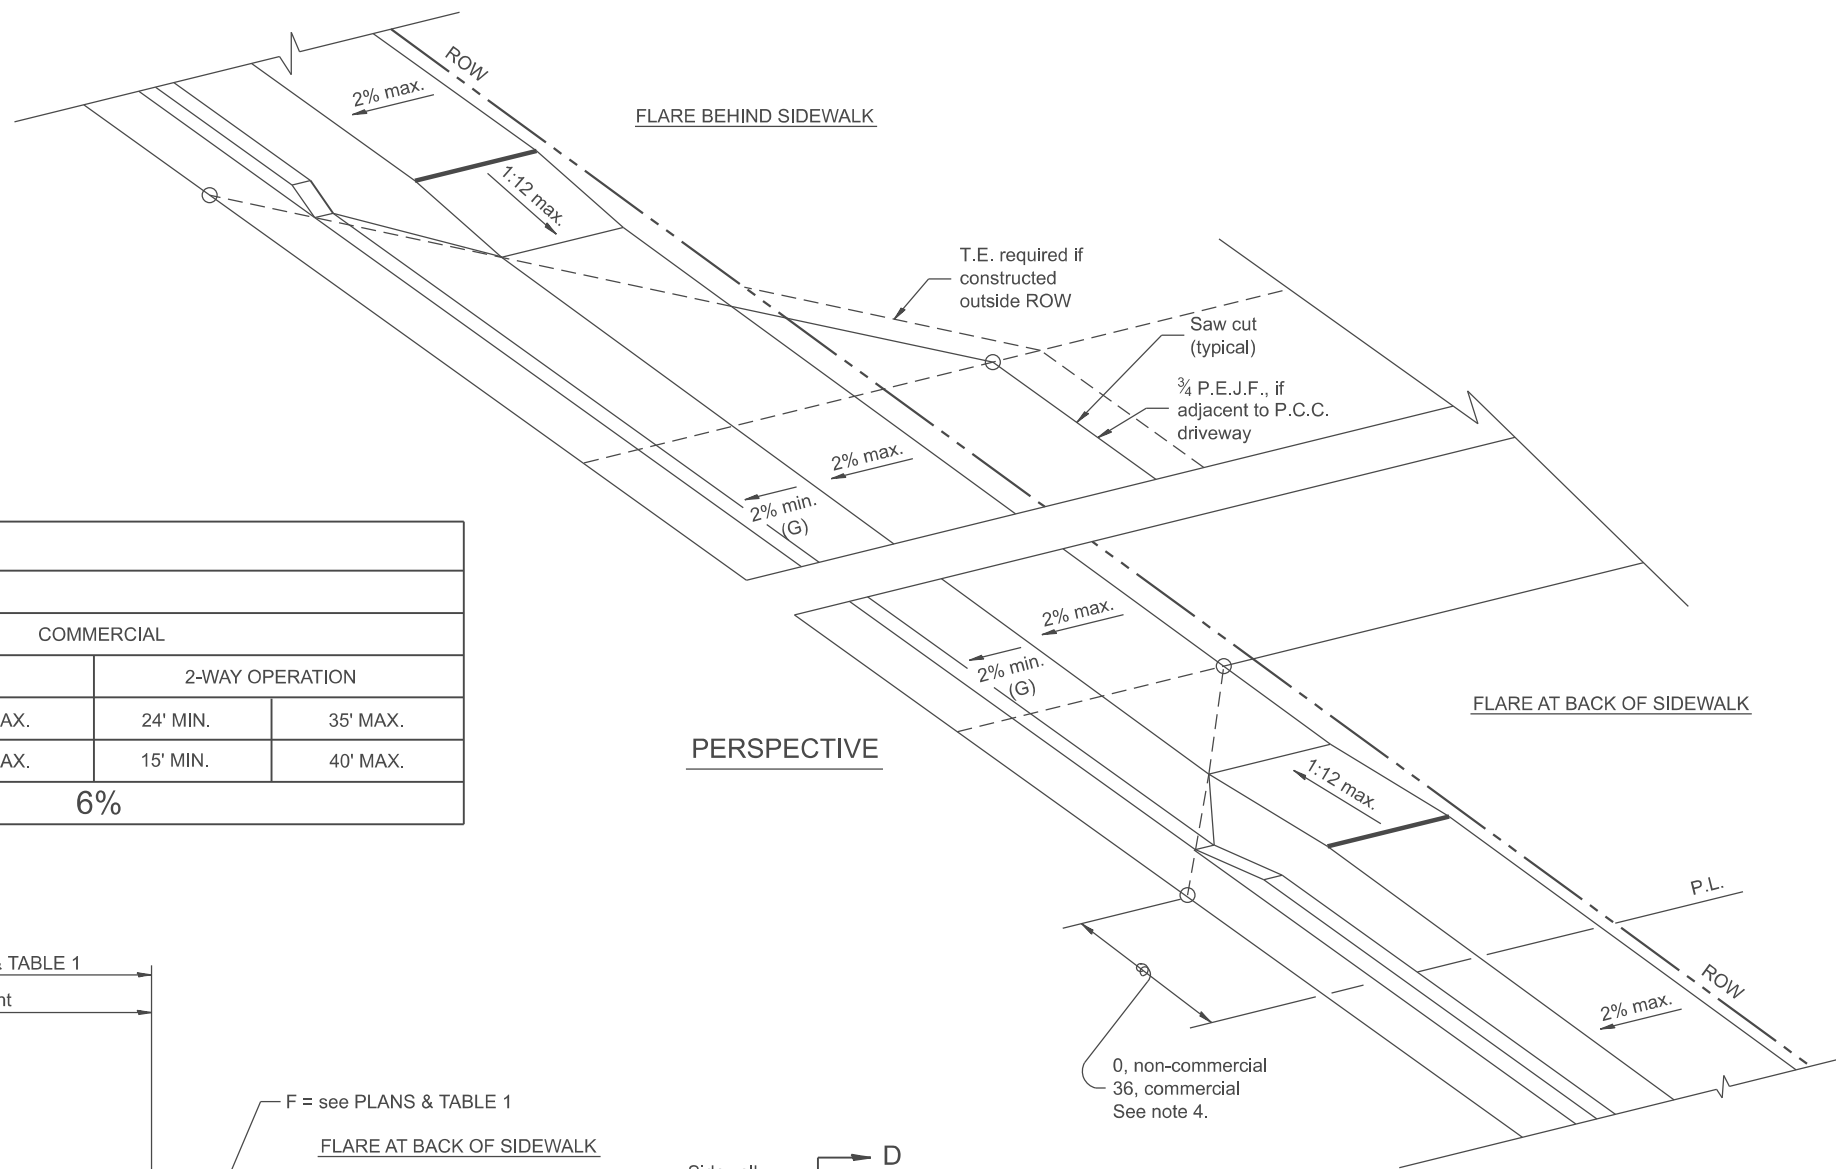 ROW
2% max.
FLARE BEHIND SIDEWALK
1:12 max.
T.E. required if
constructed
outside ROW
Saw cut
(typical)
¾ P.E.J.F., if
adjacent to P.C.C.
driveway
2% max.
2% min.
(G)
COMMERCIAL
2-WAY OPERATION
AX.
24' MIN.
35' MAX.
AX.
15' MIN.
40' MAX.
6%
2% max.
2% min.
(G)
FLARE AT BACK OF SIDEWALK
PERSPECTIVE
1:12 max.
P.L.
ROW
2% max.
0, non-commercial
36, commercial
See note 4.
& TABLE 1
nt
F = see PLANS & TABLE 1
FLARE AT BACK OF SIDEWALK
D